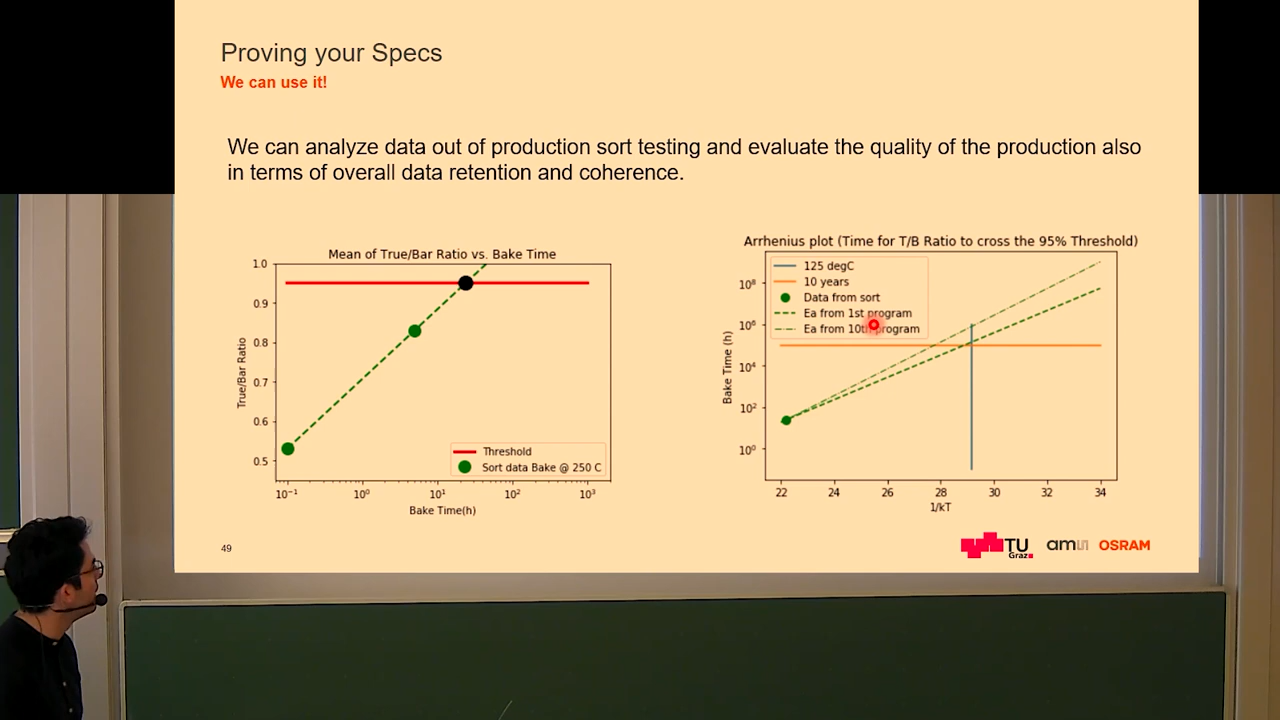 Proving your Specs
We can use it!
We can analyze data out of production sort testing and evaluate the quality of the production also
in terms of overall data retention and coherence.
Mean of True/Bar Ratio vs. Bake Time
1.0
0.9
0.8
0.7
0.6
0.5
True/Bar Ratio
Threshold
Sort data Bake @ 250 C
10⁻¹ 10⁰ 10¹ 10² 10³
Bake Time(h)
Arrhenius plot (Time for T/B Ratio to cross the 95% Threshold)
125 degC
10 years
Data from sort
Ea from 1st program
Ea from 10th program
10⁸
10⁶
10⁴
10²
10⁰
Bake Time (h)
22 24 26 28 30 32 34
1/kT
49
TU
Graz
am OSRAM